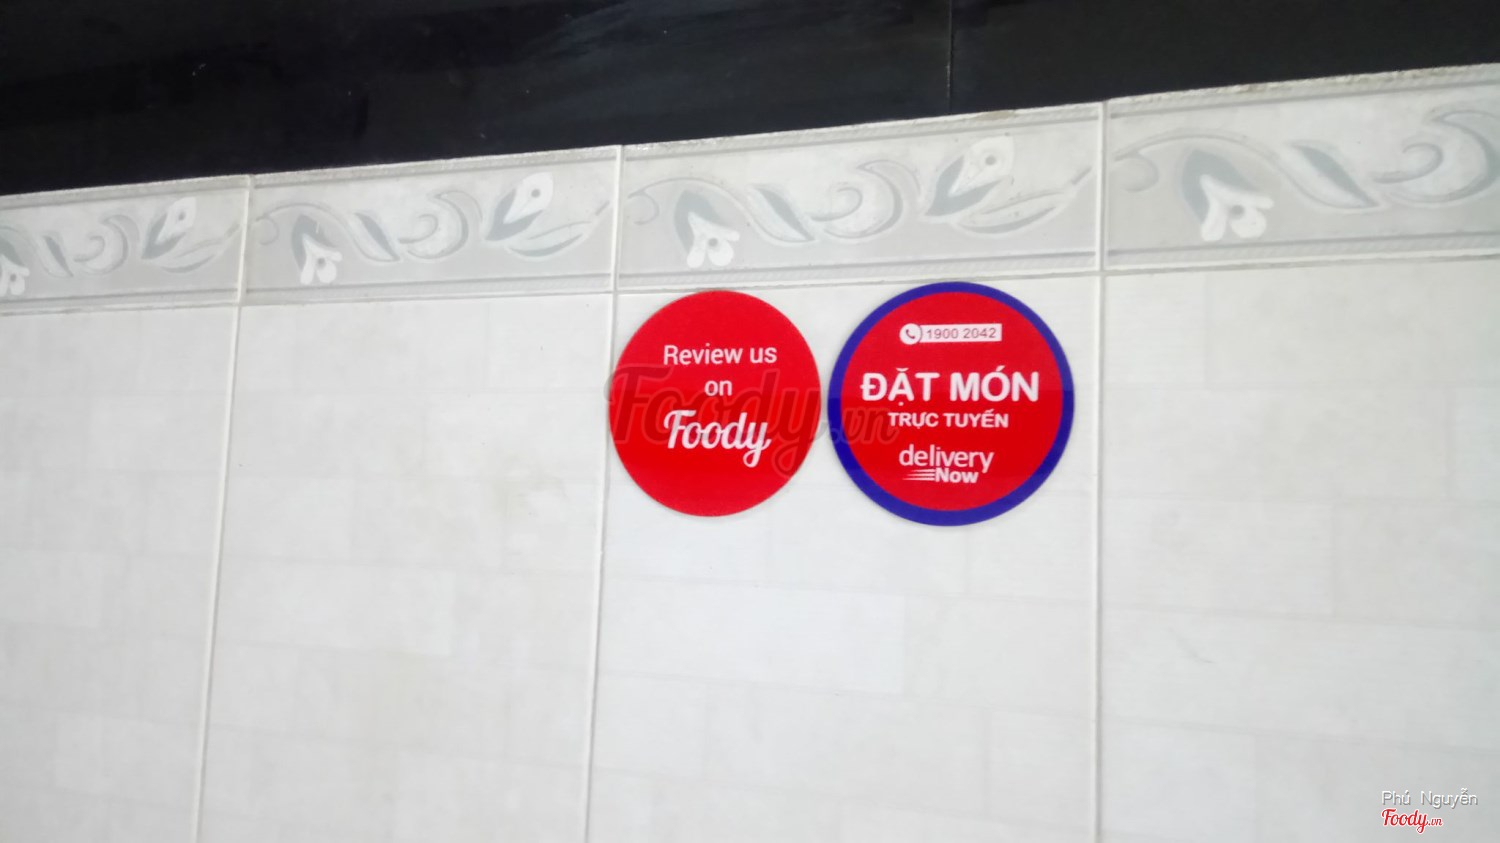 Review us
on
Foody
1900 2042
ĐẶT MÓN
TRỰC TUYẾN
delivery
Now
Foody.vn
Phú Nguyễn
Foody.vn